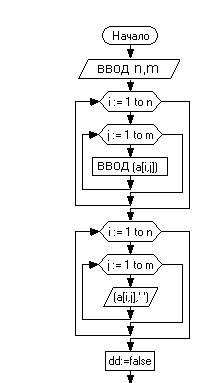 Начало
ввод n,m
i := 1 to n
j := 1 to m
ввод (a[i,j])
i := 1 to n
j := 1 to m
(a[i,j],' ')
dd:=false